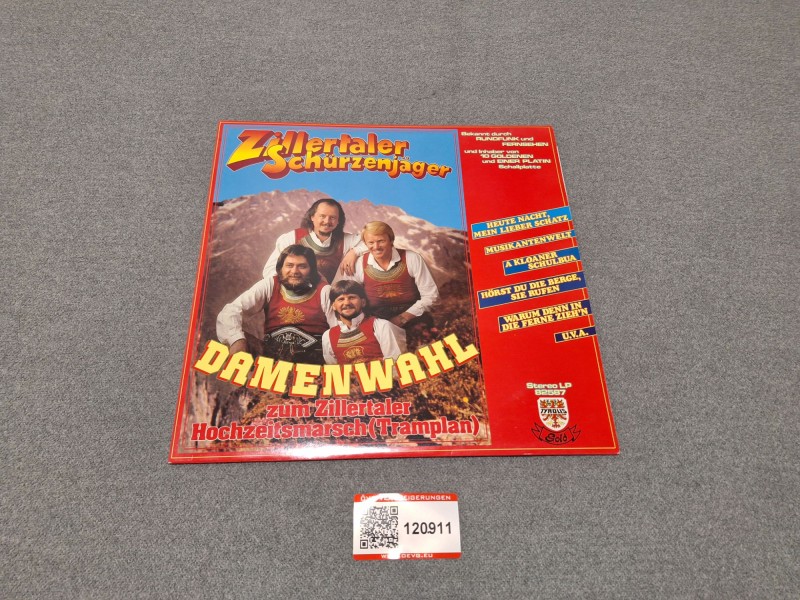 Zillertaler
Schürzenjäger
Bekannt durch
RUNDFUNK und
FERNSEHEN
und Inhaber von
10 GOLDENEN
und EINER PLATIN
Schallplatte
HEUTE NACHT,
MEIN LIEBER SCHATZ
MUSIKANTENWELT
A KLOANER
SCHULBUA
HÖRST DU DIE BERGE,
SIE RUFEN
WARUM DENN IN
DIE FERNE ZIEH'N
U.V.A.
DAMENWAHL
zum Zillertaler
Hochzeitsmarsch (Tramplan)
Stereo LP
82587
TYROLIS
Gold
120911